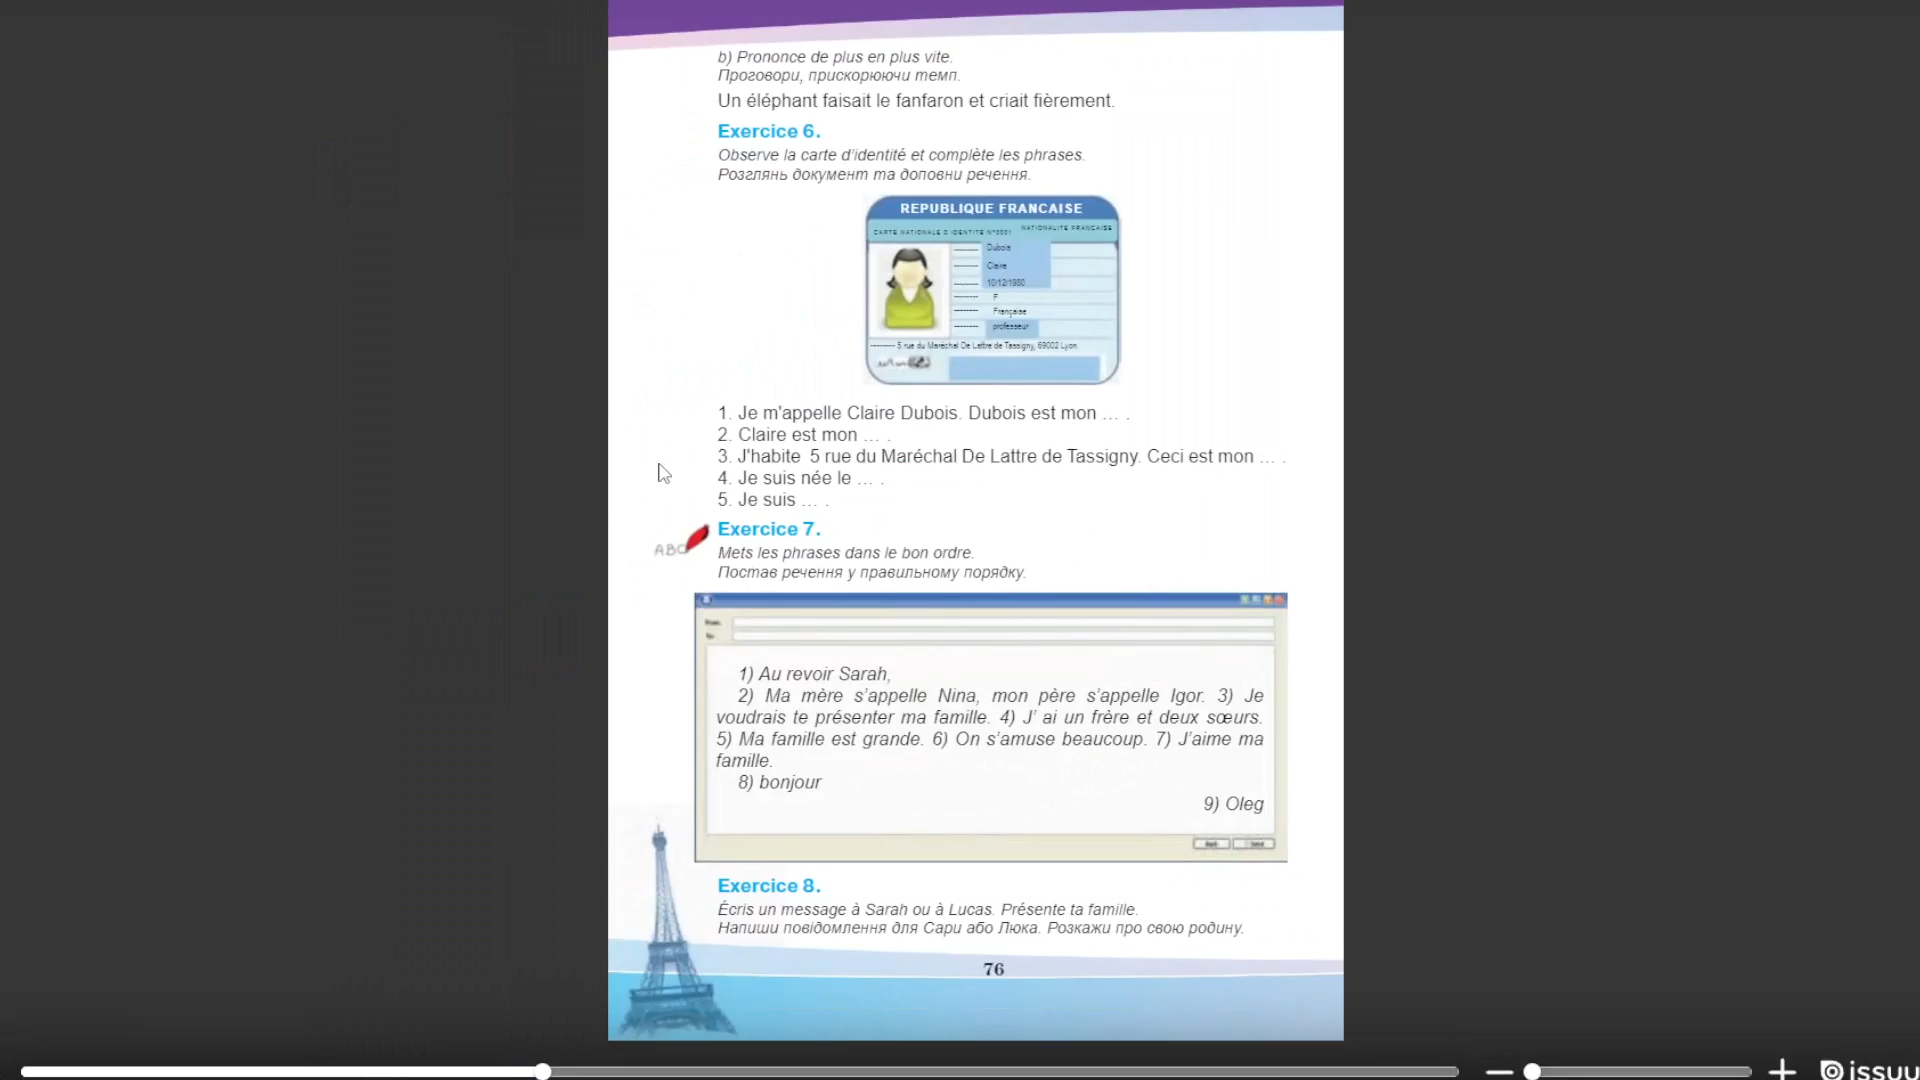 b) Prononce de plus en plus vite.
Проговори, прискорюючи темп.
Un éléphant faisait le fanfaron et criait fièrement.
Exercice 6.
Observe la carte d'identité et complète les phrases.
Розглянь документ та доповни речення.
REPUBLIQUE FRANCAISE
CARTE NATIONALE D'IDENTITE N°0001 NATIONALITE FRANCAISE
Dubois
Claire
10/12/1980
F
Française
professeur
5 rue du Maréchal De Lattre de Tassigny, 69002 Lyon.
1. Je m'appelle Claire Dubois. Dubois est mon … .
2. Claire est mon … .
3. J'habite 5 rue du Maréchal De Lattre de Tassigny. Ceci est mon … .
4. Je suis née le … .
5. Je suis … .
ABC
Exercice 7.
Mets les phrases dans le bon ordre.
Постав речення у правильному порядку.
1) Au revoir Sarah,
2) Ma mère s'appelle Nina, mon père s'appelle Igor. 3) Je
voudrais te présenter ma famille. 4) J' ai un frère et deux sœurs.
5) Ma famille est grande. 6) On s'amuse beaucoup. 7) J'aime ma
famille.
8) bonjour
9) Oleg
Exercice 8.
Écris un message à Sarah ou à Lucas. Présente ta famille.
Напиши повідомлення для Сари або Люка. Розкажи про свою родину.
76
issuu